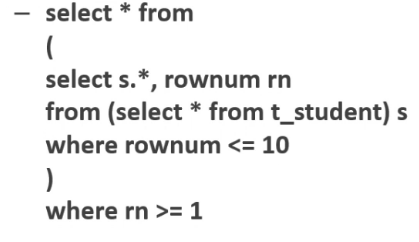 – select * from
(
select s.*, rownum rn
from (select * from t_student) s
where rownum <= 10
)
where rn >= 1